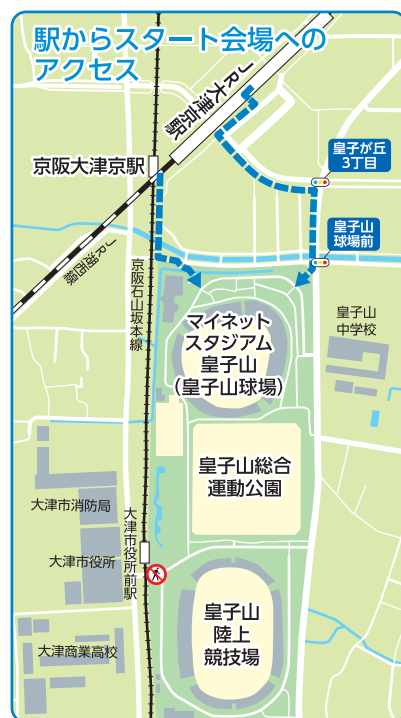 駅からスタート会場への
アクセス
JR大津京駅
京阪大津京駅
皇子が丘
3丁目
皇子山
球場前
JR湖西線
京阪石山坂本線
マイネット
スタジアム
皇子山
(皇子山球場)
皇子山
中学校
皇子山総合
運動公園
大津市消防局
大津市役所
大津市役所前駅
皇子山
陸上
競技場
大津商業高校